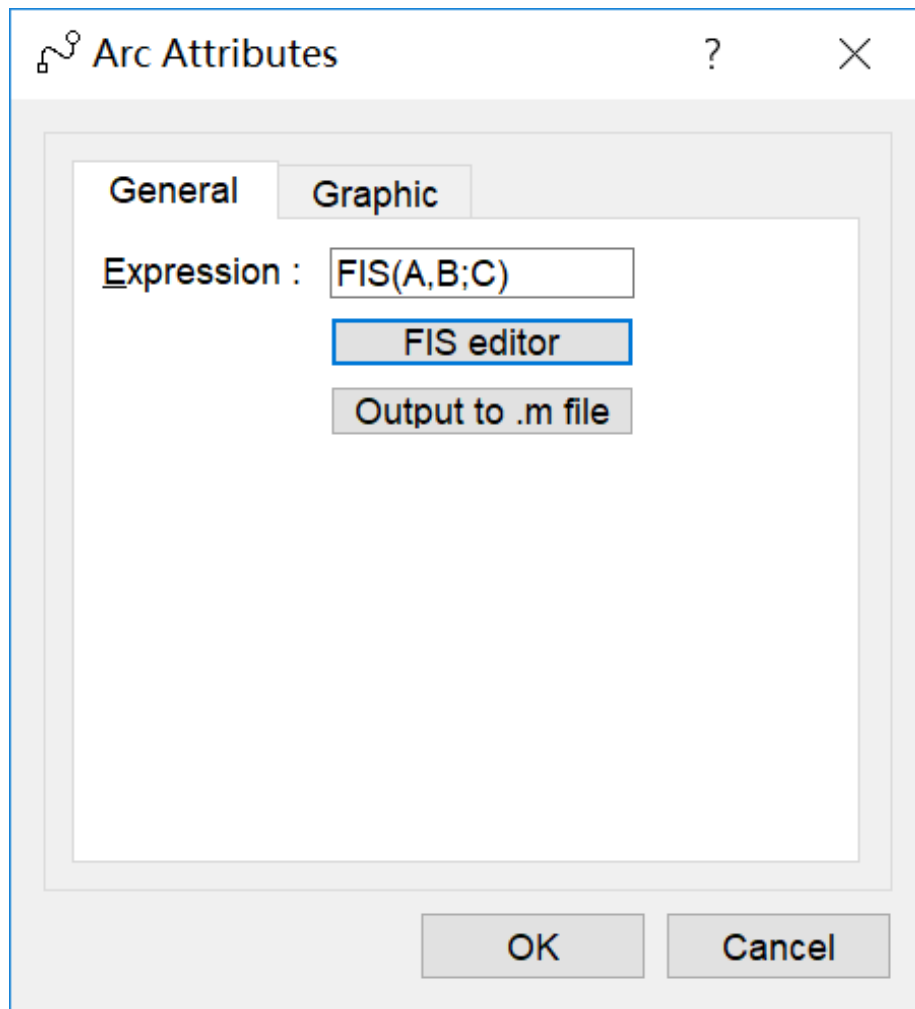 Arc Attributes ?
General Graphic
Expression : FIS(A,B;C)
FIS editor
Output to .m file
OK Cancel